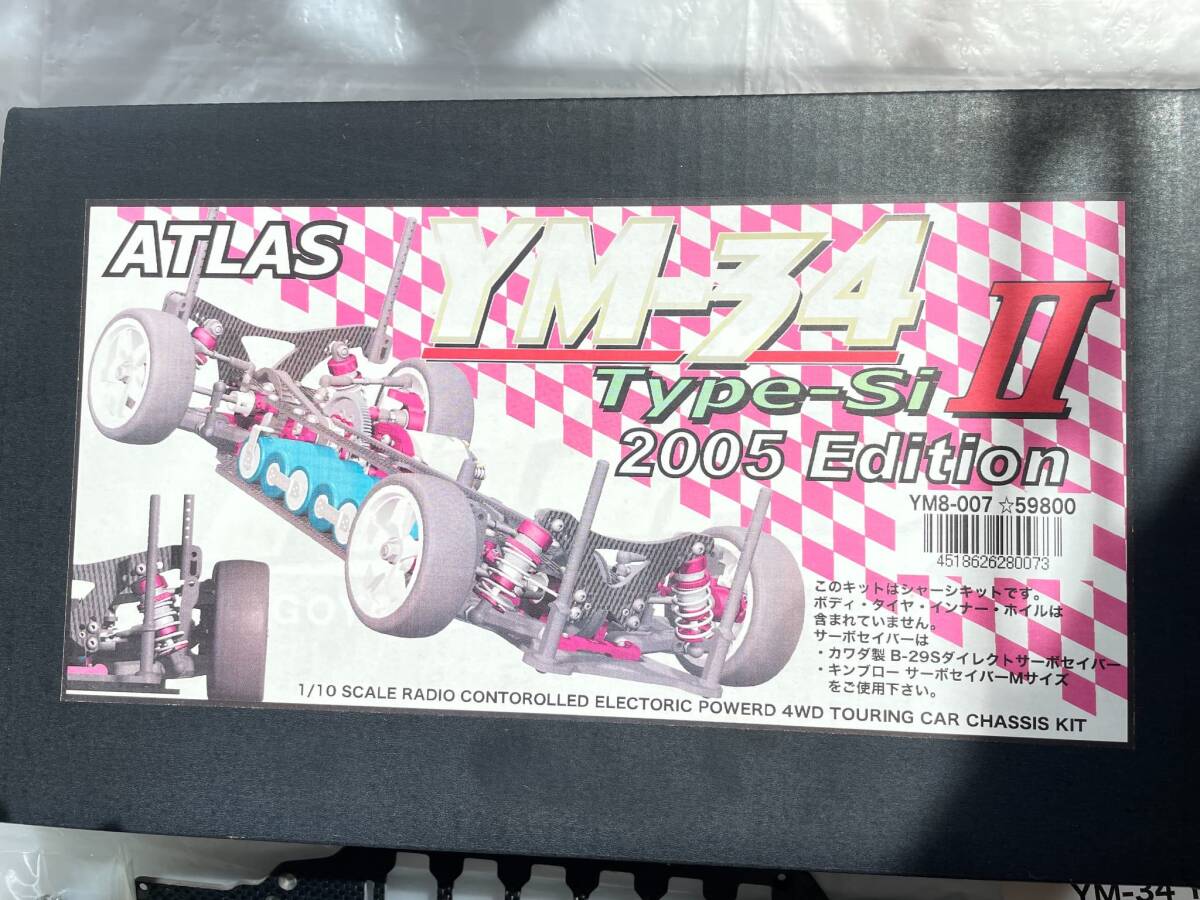 ATLAS
YM-34
Type-Si II
2005 Edition
YM8-007 ☆59800
4518626280073
このキットはシャーシキットです。
ボディ・タイヤ・インナー・ホイルは
含まれていません。
サーボセイバーは
・カワダ製 B-29Sダイレクトサーボセイバー
・キンブロー サーボセイバーMサイズ
をご使用下さい。
1/10 SCALE RADIO CONTOROLLED ELECTORIC POWERD 4WD TOURING CAR CHASSIS KIT
YM-34